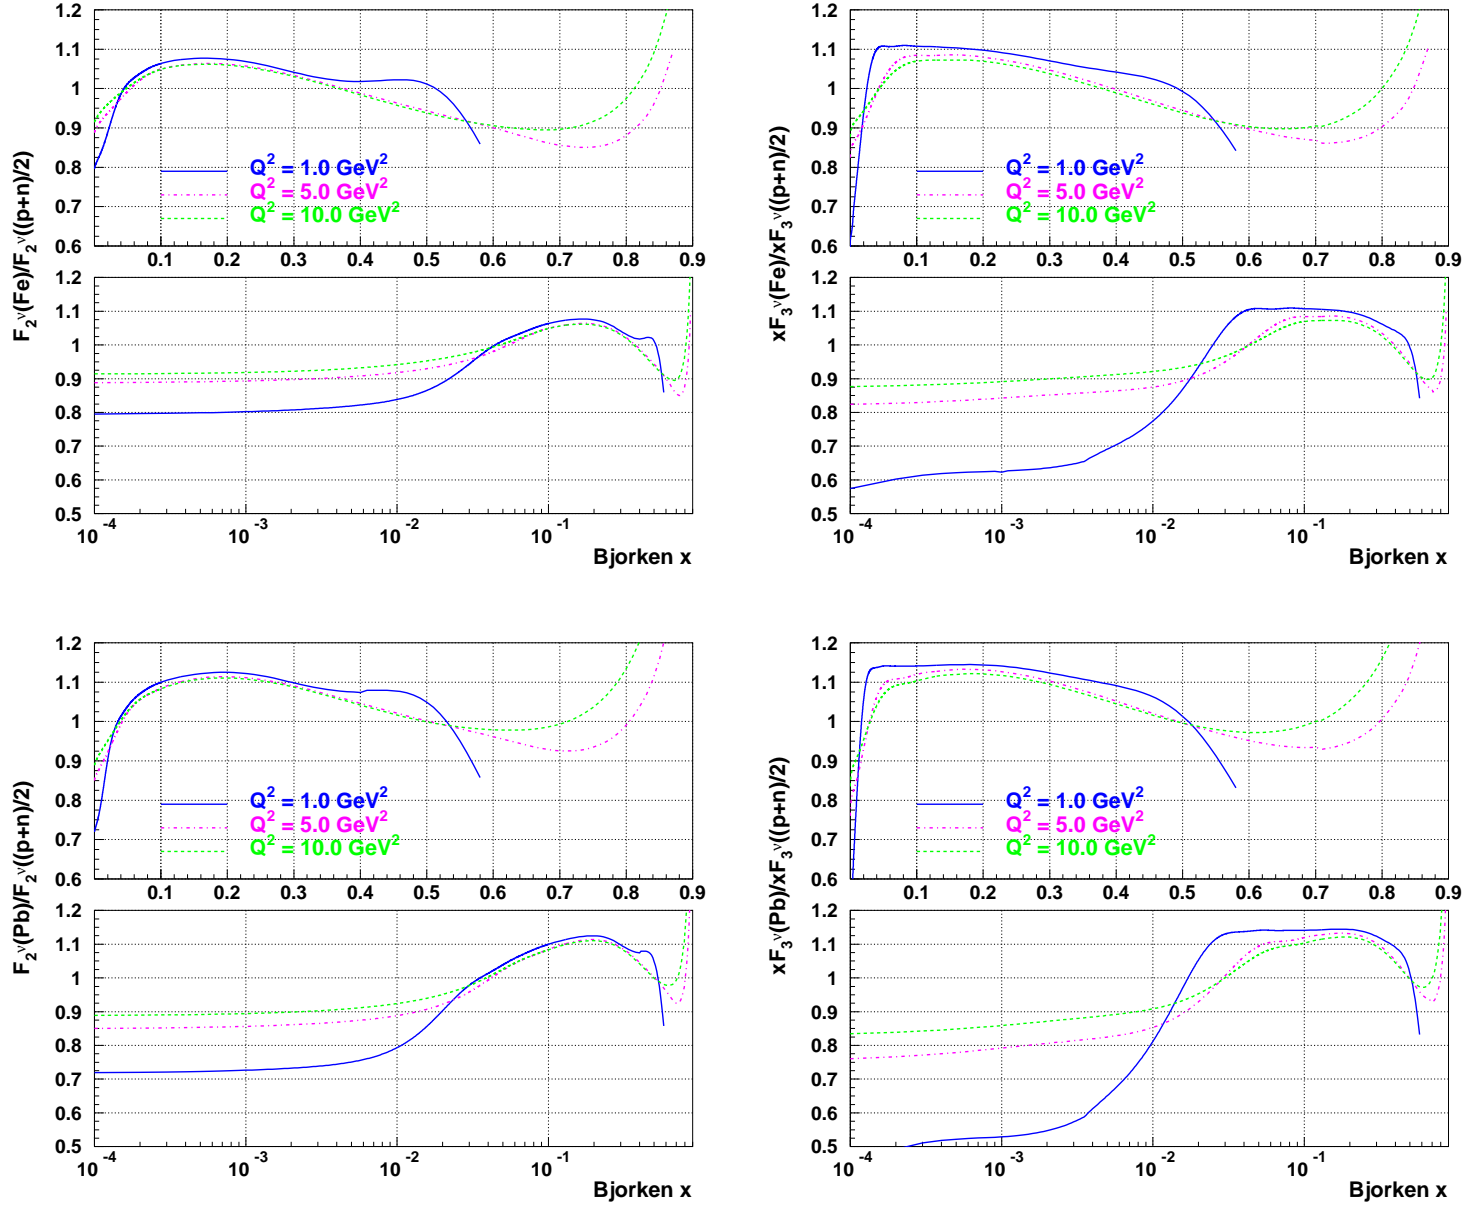 F₂ᵛ(Fe)/F₂ᵛ((p+n)/2)
1.2
1.1
1
0.9
0.8
0.7
0.6
Q² = 1.0 GeV²
Q² = 5.0 GeV²
Q² = 10.0 GeV²
0.1 0.2 0.3 0.4 0.5 0.6 0.7 0.8 0.9
1.2
1.1
1
0.9
0.8
0.7
0.6
0.5
10⁻⁴ 10⁻³ 10⁻² 10⁻¹
Bjorken x
xF₃ᵛ(Fe)/xF₃ᵛ((p+n)/2)
1.2
1.1
1
0.9
0.8
0.7
0.6
Q² = 1.0 GeV²
Q² = 5.0 GeV²
Q² = 10.0 GeV²
0.1 0.2 0.3 0.4 0.5 0.6 0.7 0.8 0.9
1.2
1.1
1
0.9
0.8
0.7
0.6
0.5
10⁻⁴ 10⁻³ 10⁻² 10⁻¹
Bjorken x
F₂ᵛ(Pb)/F₂ᵛ((p+n)/2)
1.2
1.1
1
0.9
0.8
0.7
0.6
Q² = 1.0 GeV²
Q² = 5.0 GeV²
Q² = 10.0 GeV²
0.1 0.2 0.3 0.4 0.5 0.6 0.7 0.8 0.9
1.2
1.1
1
0.9
0.8
0.7
0.6
0.5
10⁻⁴ 10⁻³ 10⁻² 10⁻¹
Bjorken x
xF₃ᵛ(Pb)/xF₃ᵛ((p+n)/2)
1.2
1.1
1
0.9
0.8
0.7
0.6
Q² = 1.0 GeV²
Q² = 5.0 GeV²
Q² = 10.0 GeV²
0.1 0.2 0.3 0.4 0.5 0.6 0.7 0.8 0.9
1.2
1.1
1
0.9
0.8
0.7
0.6
0.5
10⁻⁴ 10⁻³ 10⁻² 10⁻¹
Bjorken x